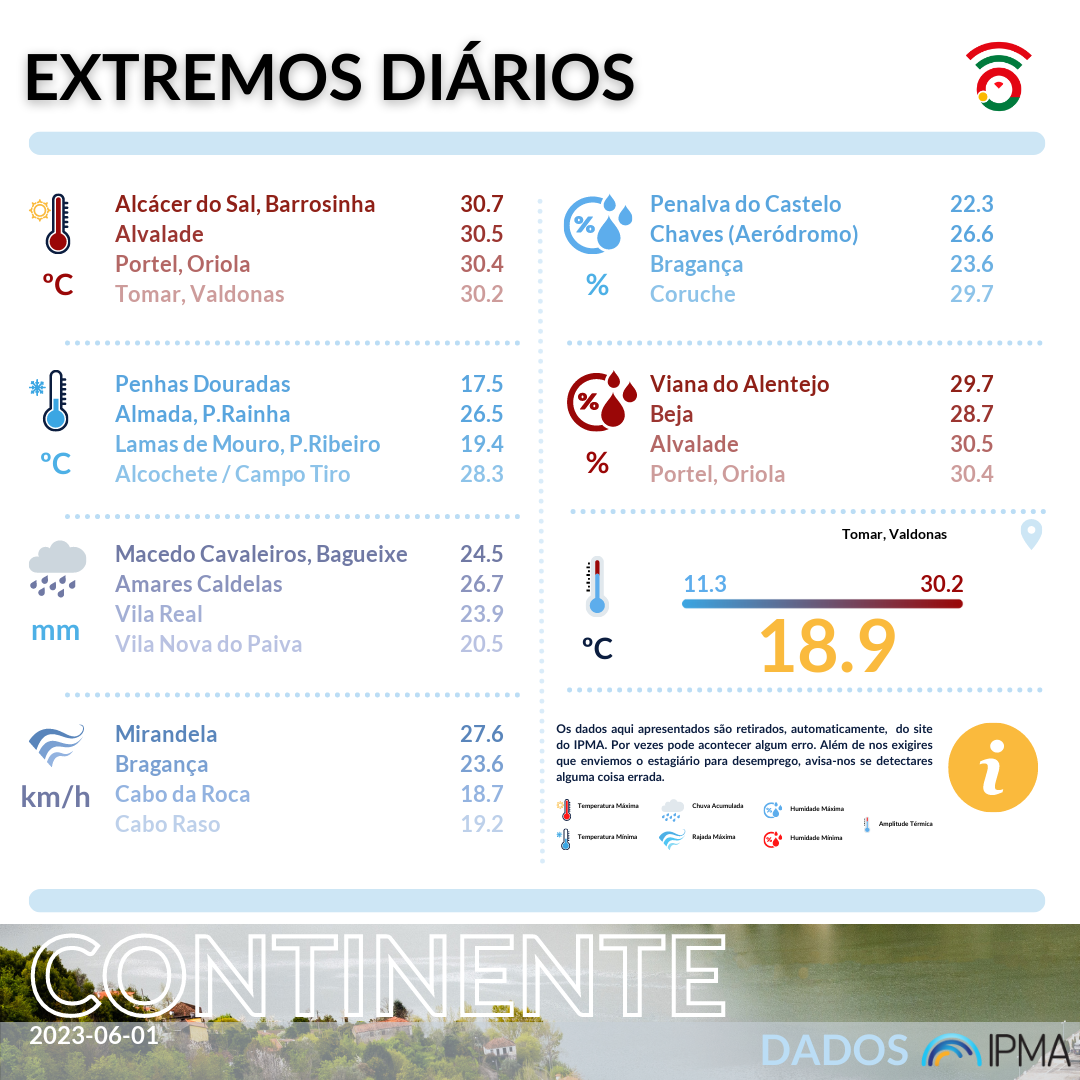 EXTREMOS DIÁRIOS
Alcácer do Sal, Barrosinha 30.7
Alvalade 30.5
Portel, Oriola 30.4
Tomar, Valdonas 30.2
ºC
Penhas Douradas 17.5
Almada, P.Rainha 26.5
Lamas de Mouro, P.Ribeiro 19.4
Alcochete / Campo Tiro 28.3
ºC
Macedo Cavaleiros, Bagueixe 24.5
Amares Caldelas 26.7
Vila Real 23.9
Vila Nova do Paiva 20.5
mm
Mirandela 27.6
Bragança 23.6
Cabo da Roca 18.7
Cabo Raso 19.2
km/h
Penalva do Castelo 22.3
Chaves (Aeródromo) 26.6
Bragança 23.6
Coruche 29.7
%
%
Viana do Alentejo 29.7
Beja 28.7
Alvalade 30.5
Portel, Oriola 30.4
%
%
Tomar, Valdonas
11.3 30.2
18.9
ºC
Os dados aqui apresentados são retirados, automaticamente, do site
do IPMA. Por vezes pode acontecer algum erro. Além de nos exigires
que enviemos o estagiário para desemprego, avisa-nos se detectares
alguma coisa errada.
i
Temperatura Máxima Chuva Acumulada Humidade Máxima
Amplitude Térmica
Temperatura Mínima Rajada Máxima Humidade Mínima
CONTINENTE
2023-06-01
DADOS IPMA